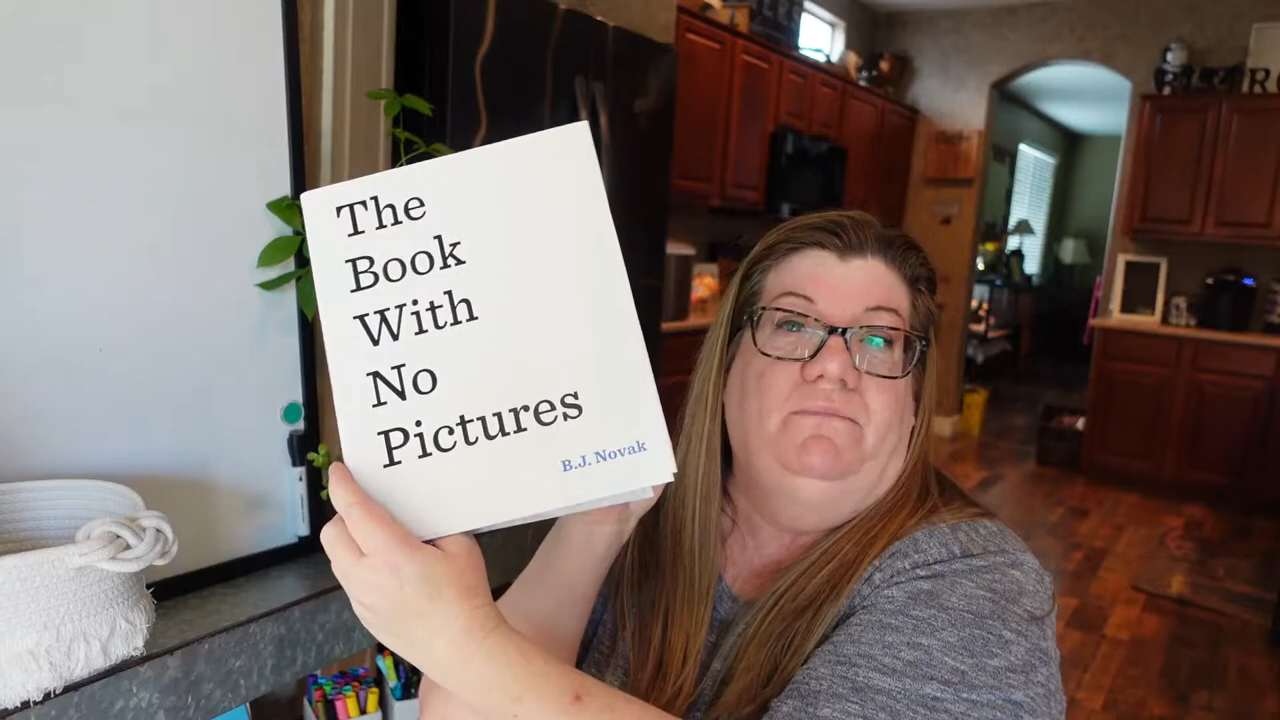 The
Book
With
No
Pictures
B.J. Novak